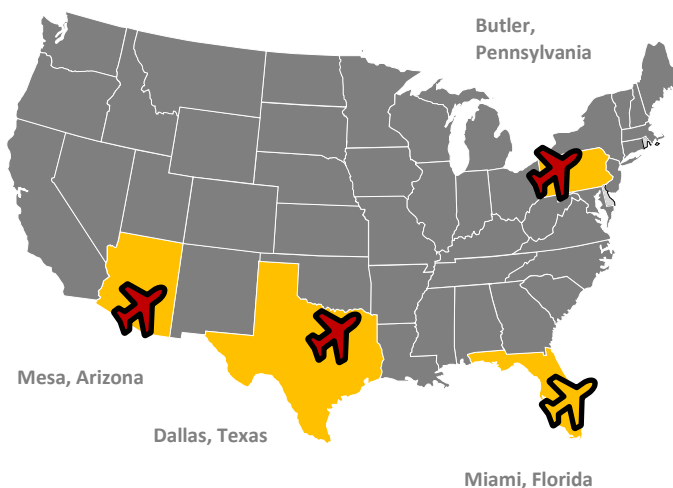 Butler,
Pennsylvania
Mesa, Arizona
Dallas, Texas
Miami, Florida